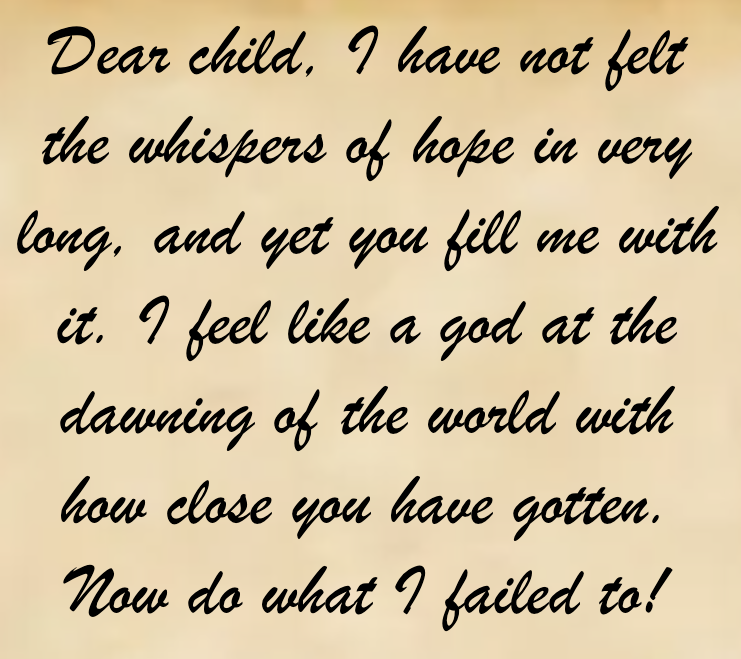 Dear child, I have not felt
the whispers of hope in very
long, and yet you fill me with
it. I feel like a god at the
dawning of the world with
how close you have gotten.
Now do what I failed to!